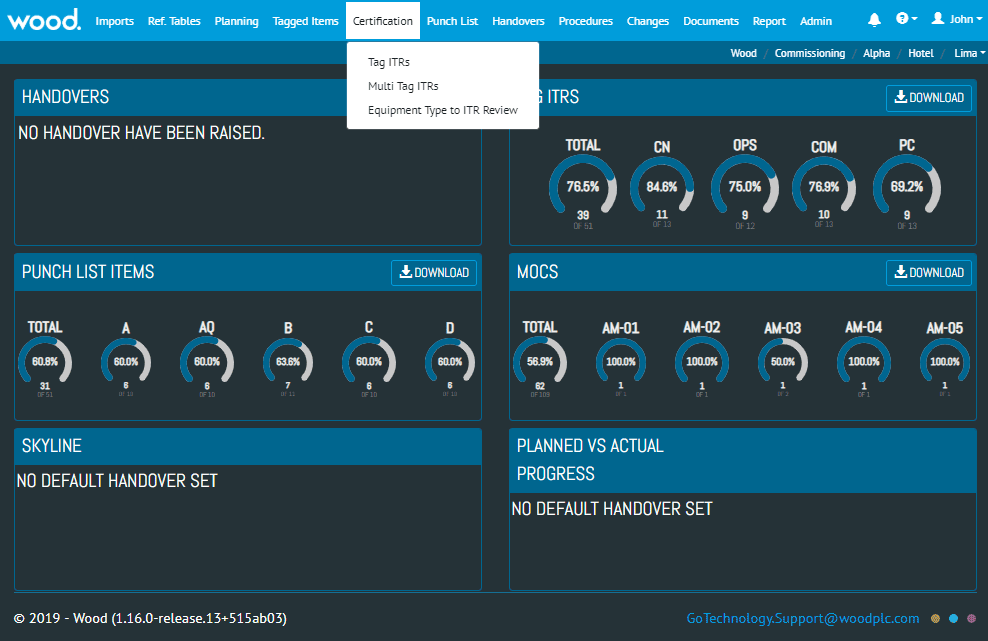 wood. Imports Ref. Tables Planning Tagged Items Certification Punch List Handovers Procedures Changes Documents Report Admin ? John
Wood / Commissioning / Alpha / Hotel / Lima
Tag ITRs
Multi Tag ITRs
Equipment Type to ITR Review
HANDOVERS
NO HANDOVER HAVE BEEN RAISED.
ITRS DOWNLOAD
TOTAL CN OPS COM PC
76.5% 84.6% 75.0% 76.9% 69.2%
39 11 9 10 9
OF 51 OF 13 OF 12 OF 13 OF 13
PUNCH LIST ITEMS DOWNLOAD
TOTAL A AQ B C D
60.8% 60.0% 60.0% 63.6% 60.0% 60.0%
31 6 6 7 6 6
OF 51 OF 10 OF 10 OF 11 OF 10 OF 10
MOCS DOWNLOAD
TOTAL AM-01 AM-02 AM-03 AM-04 AM-05
56.9% 100.0% 100.0% 50.0% 100.0% 100.0%
62 1 1 1 1 1
OF 109 OF 1 OF 1 OF 2 OF 1 OF 1
SKYLINE
NO DEFAULT HANDOVER SET
PLANNED VS ACTUAL
PROGRESS
NO DEFAULT HANDOVER SET
© 2019 - Wood (1.16.0-release.13+515ab03) GoTechnology.Support@woodplc.com